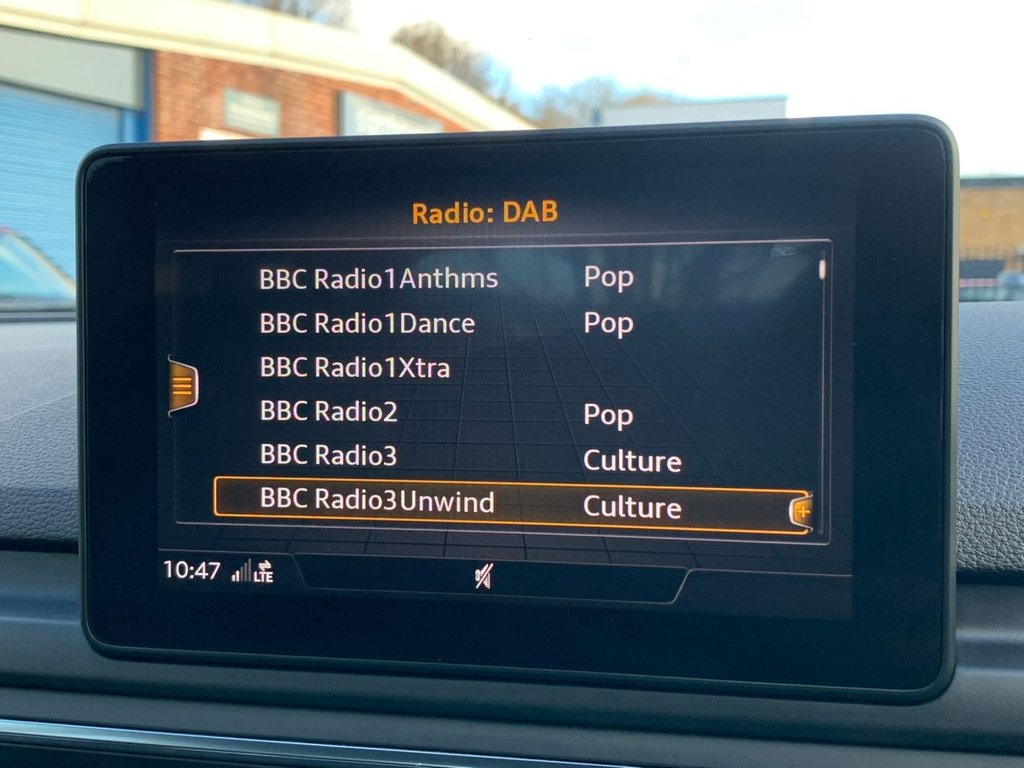 Radio: DAB
BBC Radio1Anthms Pop
BBC Radio1Dance Pop
BBC Radio1Xtra
BBC Radio2 Pop
BBC Radio3 Culture
BBC Radio3Unwind Culture
10:47 LTE